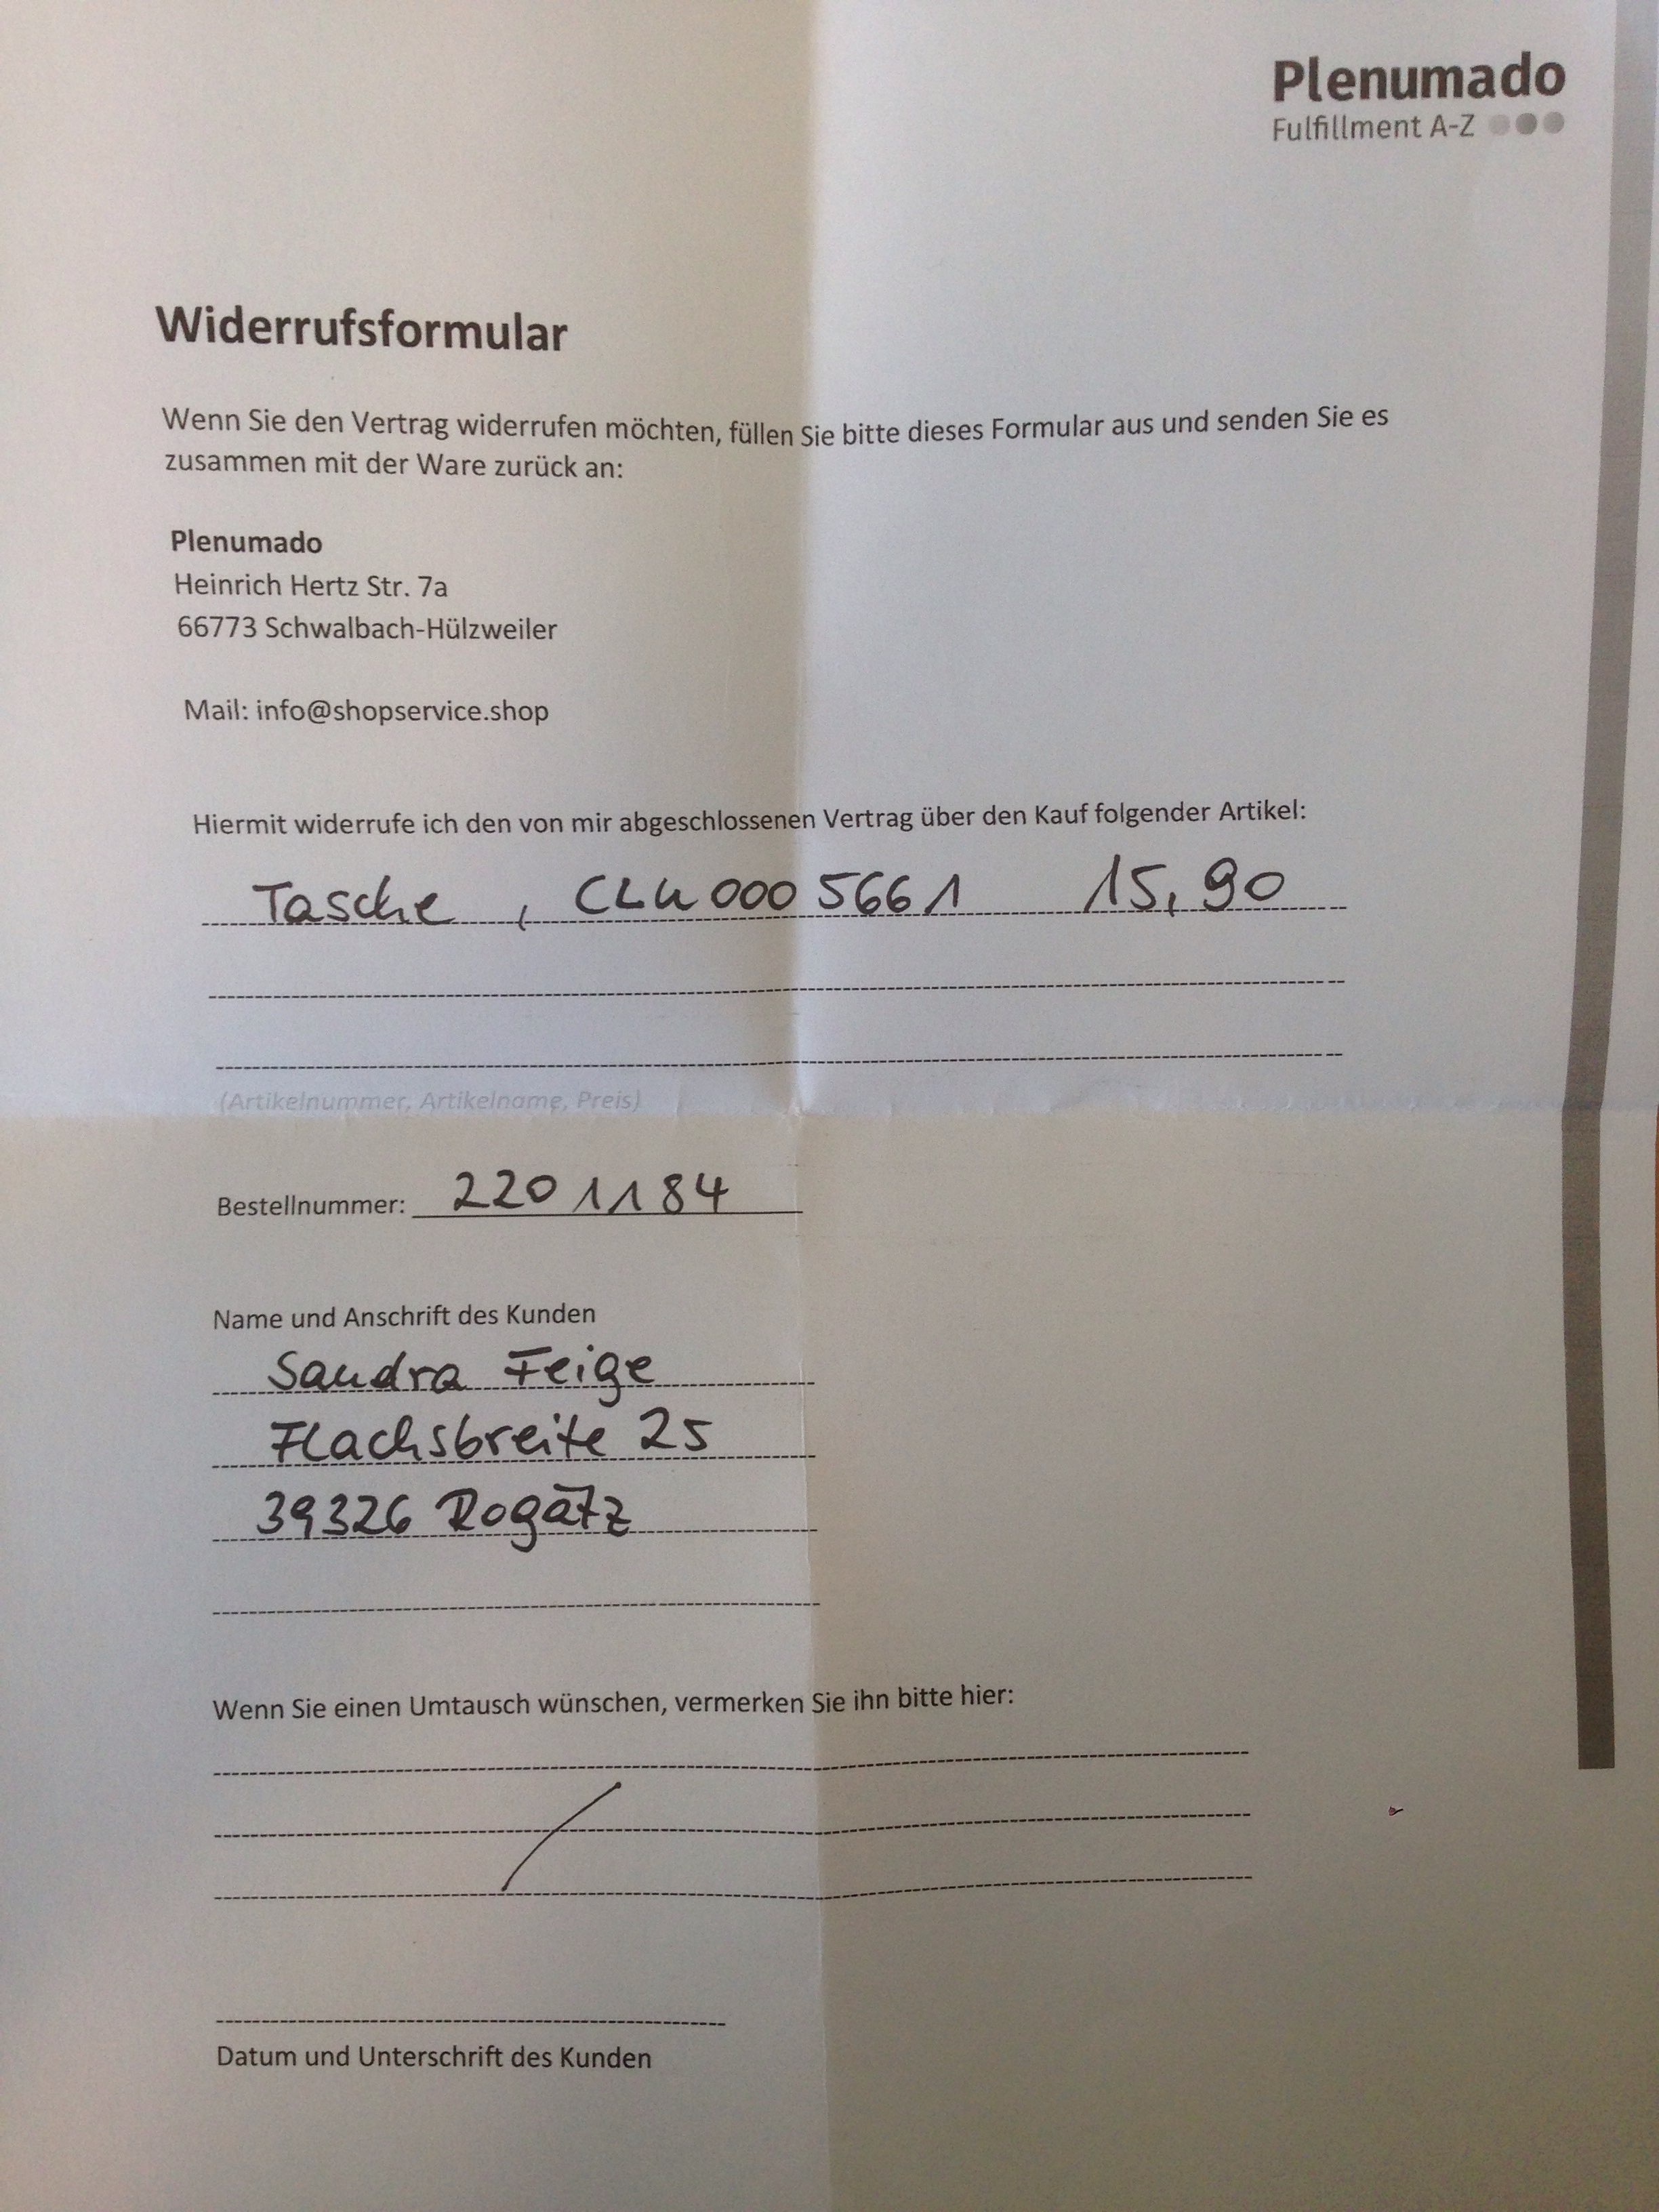 Plenumado
Fulfillment A-Z
Widerrufsformular
Wenn Sie den Vertrag widerrufen möchten, füllen Sie bitte dieses Formular aus und senden Sie es
zusammen mit der Ware zurück an:
Plenumado
Heinrich Hertz Str. 7a
66773 Schwalbach-Hülzweiler
Mail: info@shopservice.shop
Hiermit widerrufe ich den von mir abgeschlossenen Vertrag über den Kauf folgender Artikel:
Tasche, 15,90
(Artikelnummer, Artikelname, Preis)
Bestellnummer: 2201184
Name und Anschrift des Kunden
Sandra Feige
Flachsbreite 25
39326 Rogätz
Wenn Sie einen Umtausch wünschen, vermerken Sie ihn bitte hier:
Datum und Unterschrift des Kunden